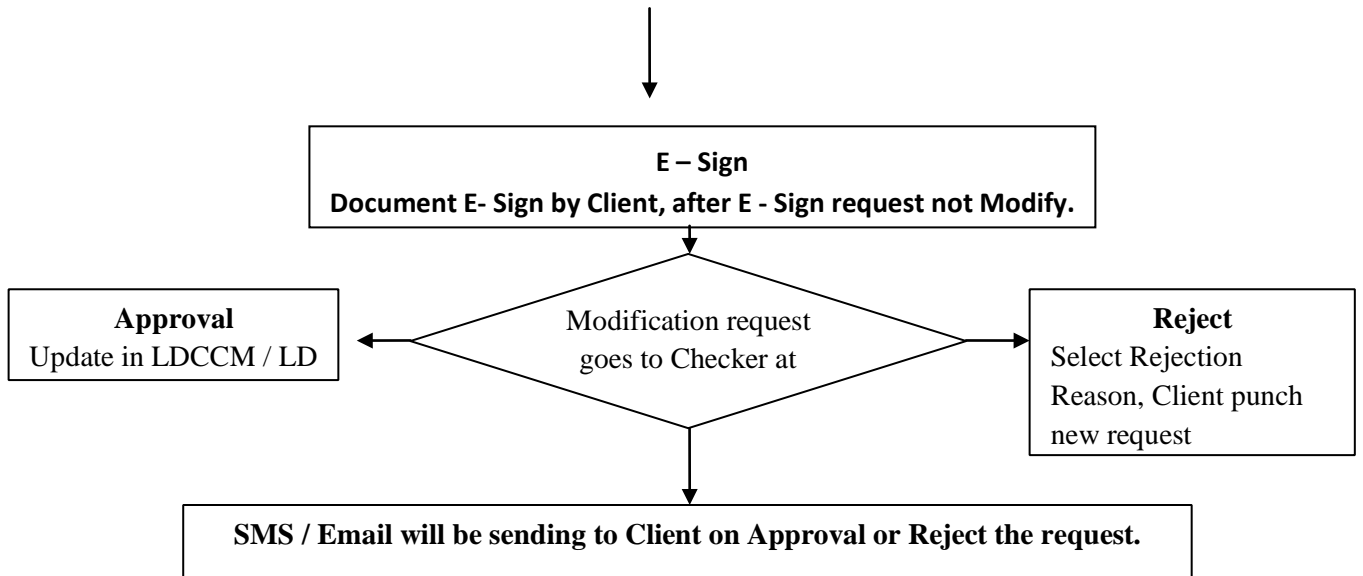 E – Sign
Document E- Sign by Client, after E - Sign request not Modify.
Modification request
goes to Checker at
Approval
Update in LDCCM / LD
Reject
Select Rejection
Reason, Client punch
new request
SMS / Email will be sending to Client on Approval or Reject the request.